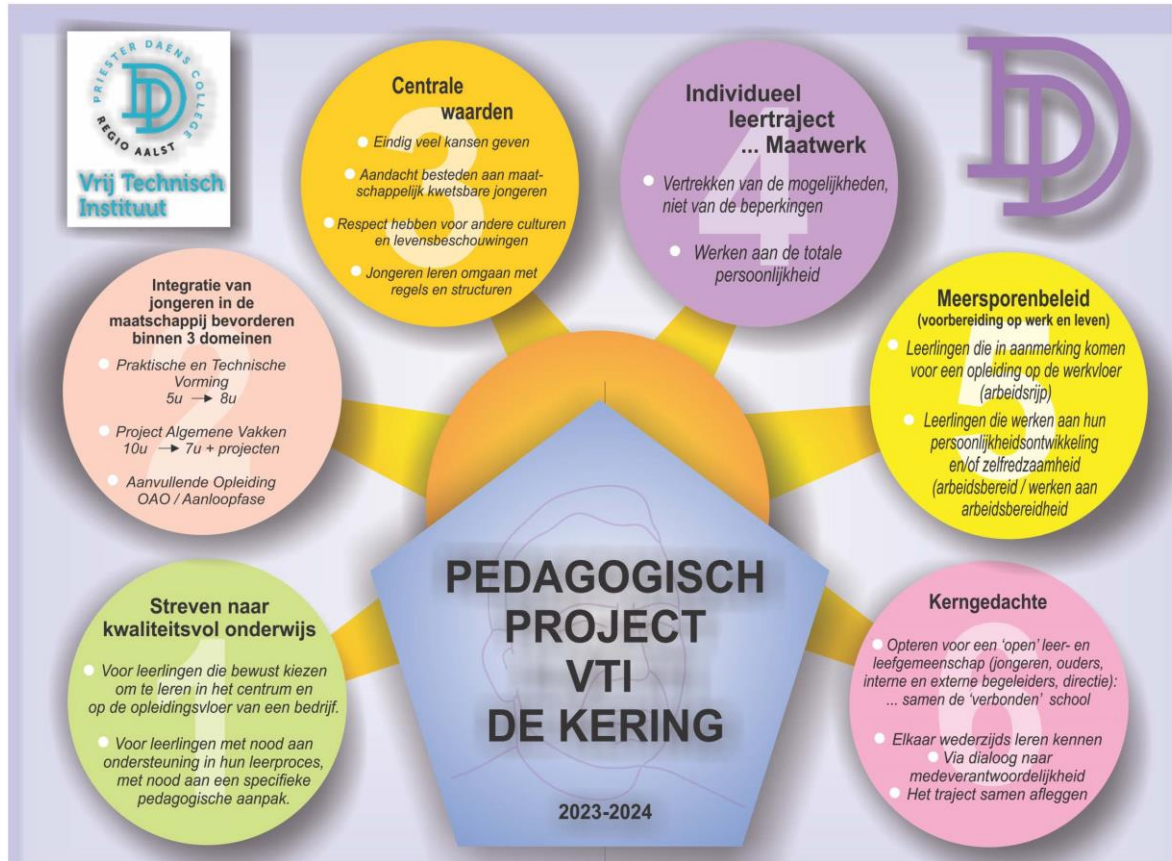 PRIESTER DAENS COLLEGE
REGIO AALST
Vrij Technisch
Instituut
1
Streven naar
kwaliteitsvol onderwijs
Voor leerlingen die bewust kiezen
om te leren in het centrum en
op de opleidingsvloer van een bedrijf.
Voor leerlingen met nood aan
ondersteuning in hun leerproces,
met nood aan een specifieke
pedagogische aanpak.
2
Integratie van
jongeren in de
maatschappij bevorderen
binnen 3 domeinen
Praktische en Technische
Vorming
5u → 8u
Project Algemene Vakken
10u → 7u + projecten
Aanvullende Opleiding
OAO / Aanloopfase
3
Centrale
waarden
Eindig veel kansen geven
Aandacht besteden aan maat-
schappelijk kwetsbare jongeren
Respect hebben voor andere culturen
en levensbeschouwingen
Jongeren leren omgaan met
regels en structuren
4
Individueel
leertraject
... Maatwerk
Vertrekken van de mogelijkheden,
niet van de beperkingen
Werken aan de totale
persoonlijkheid
5
Meersporenbeleid
(voorbereiding op werk en leven)
Leerlingen die in aanmerking komen
voor een opleiding op de werkvloer
(arbeidsrijp)
Leerlingen die werken aan hun
persoonlijkheidsontwikkeling
en/of zelfredzaamheid
(arbeidsbereid / werken aan
arbeidsbereidheid
6
Kerngedachte
Opteren voor een ‘open’ leer- en
leefgemeenschap (jongeren, ouders,
interne en externe begeleiders, directie):
... samen de ‘verbonden’ school
Elkaar wederzijds leren kennen
Via dialoog naar
medeverantwoordelijkheid
Het traject samen afleggen
PEDAGOGISCH
PROJECT
VTI
DE KERING
2023-2024